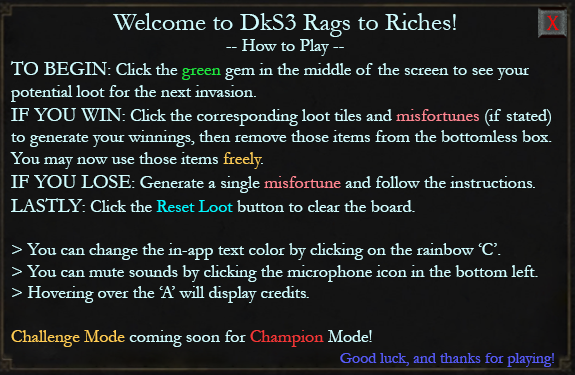 Welcome to DkS3 Rags to Riches!
X
-- How to Play --
TO BEGIN: Click the green gem in the middle of the screen to see your
potential loot for the next invasion.
IF YOU WIN: Click the corresponding loot tiles and misfortunes (if stated)
to generate your winnings, then remove those items from the bottomless box.
You may now use those items freely.
IF YOU LOSE: Generate a single misfortune and follow the instructions.
LASTLY: Click the Reset Loot button to clear the board.
> You can change the in-app text color by clicking on the rainbow ‘C’.
> You can mute sounds by clicking the microphone icon in the bottom left.
> Hovering over the ‘A’ will display credits.
Challenge Mode coming soon for Champion Mode!
Good luck, and thanks for playing!